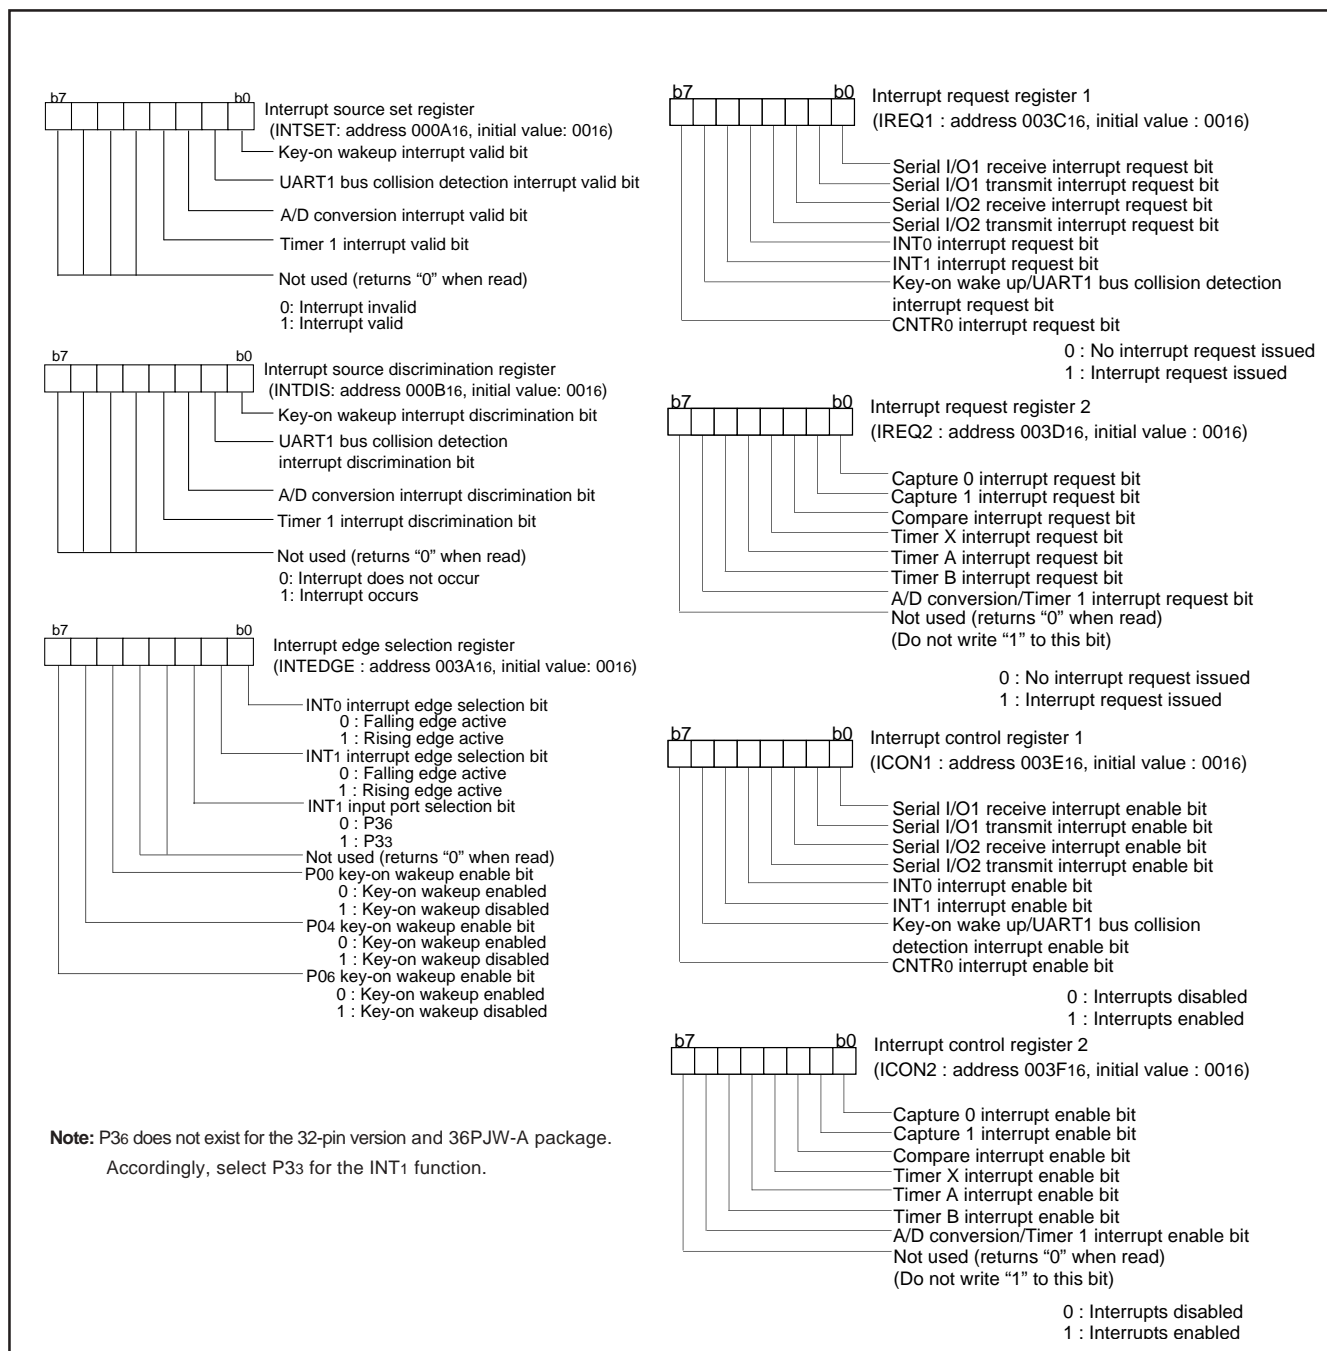 b7 b0
Interrupt source set register
(INTSET: address 000A16, initial value: 0016)
Key-on wakeup interrupt valid bit
UART1 bus collision detection interrupt valid bit
A/D conversion interrupt valid bit
Timer 1 interrupt valid bit
Not used (returns “0” when read)
0: Interrupt invalid
1: Interrupt valid
b7 b0
Interrupt source discrimination register
(INTDIS: address 000B16, initial value: 0016)
Key-on wakeup interrupt discrimination bit
UART1 bus collision detection
interrupt discrimination bit
A/D conversion interrupt discrimination bit
Timer 1 interrupt discrimination bit
Not used (returns “0” when read)
0: Interrupt does not occur
1: Interrupt occurs
b7 b0
Interrupt edge selection register
(INTEDGE : address 003A16, initial value: 0016)
INT0 interrupt edge selection bit
0 : Falling edge active
1 : Rising edge active
INT1 interrupt edge selection bit
0 : Falling edge active
1 : Rising edge active
INT1 input port selection bit
0 : P36
1 : P33
Not used (returns “0” when read)
P00 key-on wakeup enable bit
0 : Key-on wakeup enabled
1 : Key-on wakeup disabled
P04 key-on wakeup enable bit
0 : Key-on wakeup enabled
1 : Key-on wakeup disabled
P06 key-on wakeup enable bit
0 : Key-on wakeup enabled
1 : Key-on wakeup disabled
Note: P36 does not exist for the 32-pin version and 36PJW-A package.
Accordingly, select P33 for the INT1 function.
b7 b0
Interrupt request register 1
(IREQ1 : address 003C16, initial value : 0016)
Serial I/O1 receive interrupt request bit
Serial I/O1 transmit interrupt request bit
Serial I/O2 receive interrupt request bit
Serial I/O2 transmit interrupt request bit
INT0 interrupt request bit
INT1 interrupt request bit
Key-on wake up/UART1 bus collision detection
interrupt request bit
CNTR0 interrupt request bit
0 : No interrupt request issued
1 : Interrupt request issued
b7 b0
Interrupt request register 2
(IREQ2 : address 003D16, initial value : 0016)
Capture 0 interrupt request bit
Capture 1 interrupt request bit
Compare interrupt request bit
Timer X interrupt request bit
Timer A interrupt request bit
Timer B interrupt request bit
A/D conversion/Timer 1 interrupt request bit
Not used (returns “0” when read)
(Do not write “1” to this bit)
0 : No interrupt request issued
1 : Interrupt request issued
b7 b0
Interrupt control register 1
(ICON1 : address 003E16, initial value : 0016)
Serial I/O1 receive interrupt enable bit
Serial I/O1 transmit interrupt enable bit
Serial I/O2 receive interrupt enable bit
Serial I/O2 transmit interrupt enable bit
INT0 interrupt enable bit
INT1 interrupt enable bit
Key-on wake up/UART1 bus collision
detection interrupt enable bit
CNTR0 interrupt enable bit
0 : Interrupts disabled
1 : Interrupts enabled
b7 b0
Interrupt control register 2
(ICON2 : address 003F16, initial value : 0016)
Capture 0 interrupt enable bit
Capture 1 interrupt enable bit
Compare interrupt enable bit
Timer X interrupt enable bit
Timer A interrupt enable bit
Timer B interrupt enable bit
A/D conversion/Timer 1 interrupt enable bit
Not used (returns “0” when read)
(Do not write “1” to this bit)
0 : Interrupts disabled
1 : Interrupts enabled